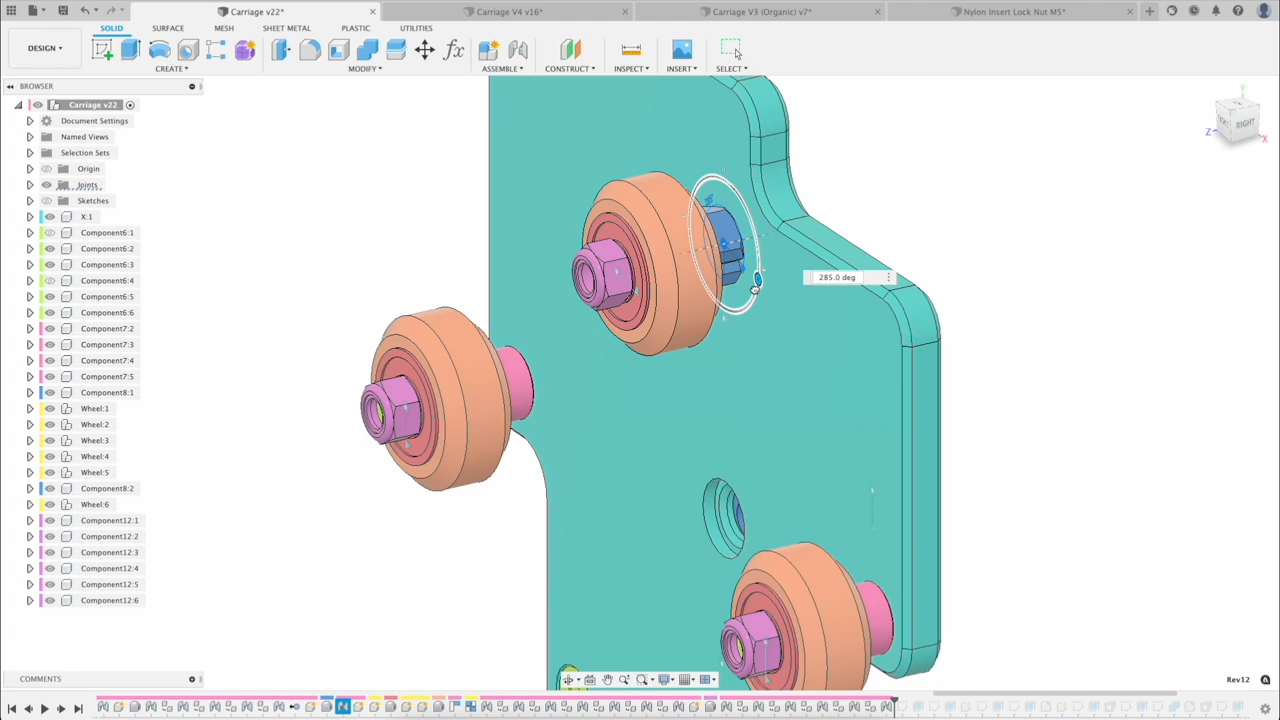 Carriage v22*
Carriage V4 v16*
Carriage V3 (Organic) v7*
Nylon Insert Lock Nut M5*
DESIGN
SOLID
SURFACE
MESH
SHEET METAL
PLASTIC
UTILITIES
fx
CREATE
MODIFY
ASSEMBLE
CONSTRUCT
INSPECT
INSERT
SELECT
BROWSER
Carriage v22
Document Settings
Named Views
Selection Sets
Origin
Joints
Sketches
X:1
Component6:1
Component6:2
Component6:3
Component6:4
Component6:5
Component6:6
Component7:2
Component7:3
Component7:4
Component7:5
Component8:1
Wheel:1
Wheel:2
Wheel:3
Wheel:4
Wheel:5
Component8:2
Wheel:6
Component12:1
Component12:2
Component12:3
Component12:4
Component12:5
Component12:6
285.0 deg
Y
Z
X
RIGHT
COMMENTS
Rev12